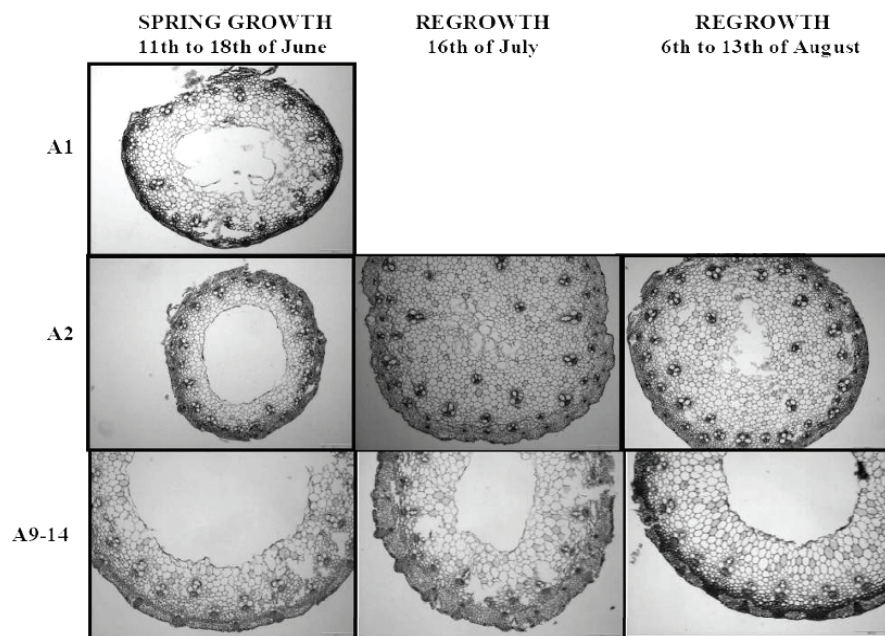 SPRING GROWTH
11th to 18th of June
REGROWTH
16th of July
REGROWTH
6th to 13th of August
A1
A2
A9-14